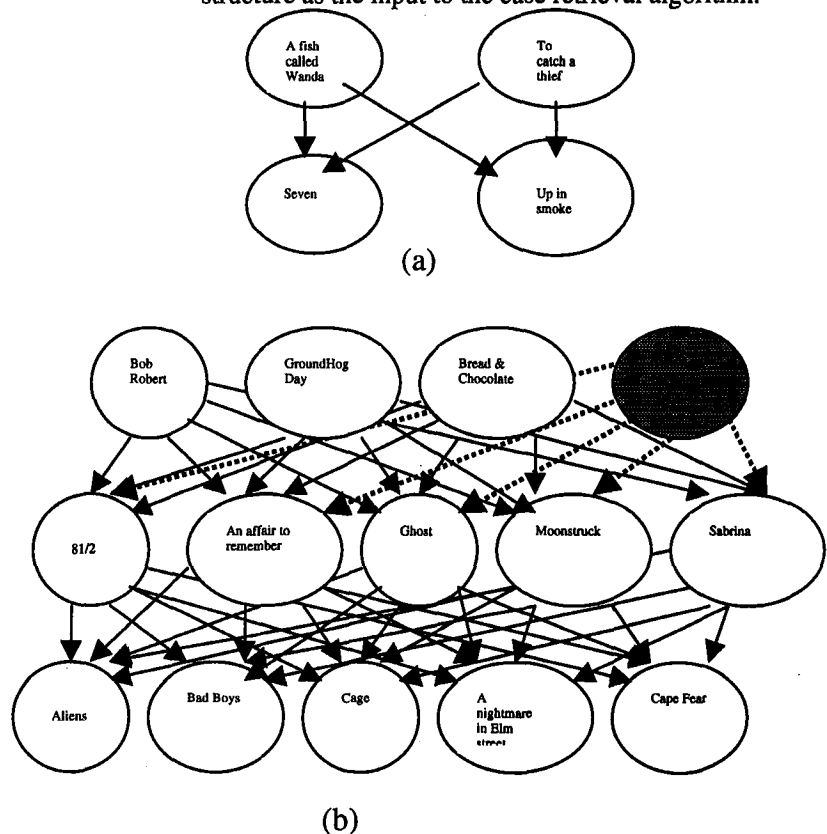 structure as the input to the case retrieval algorithm.
A fish
called
Wanda
To
catch a
thief
Seven
Up in
smoke
(a)
Bob
Robert
GroundHog
Day
Bread &
Chocolate
81/2
An affair to
remember
Ghost
Moonstruck
Sabrina
Aliens
Bad Boys
Cage
A
nightmare
in Elm
street
Cape Fear
(b)